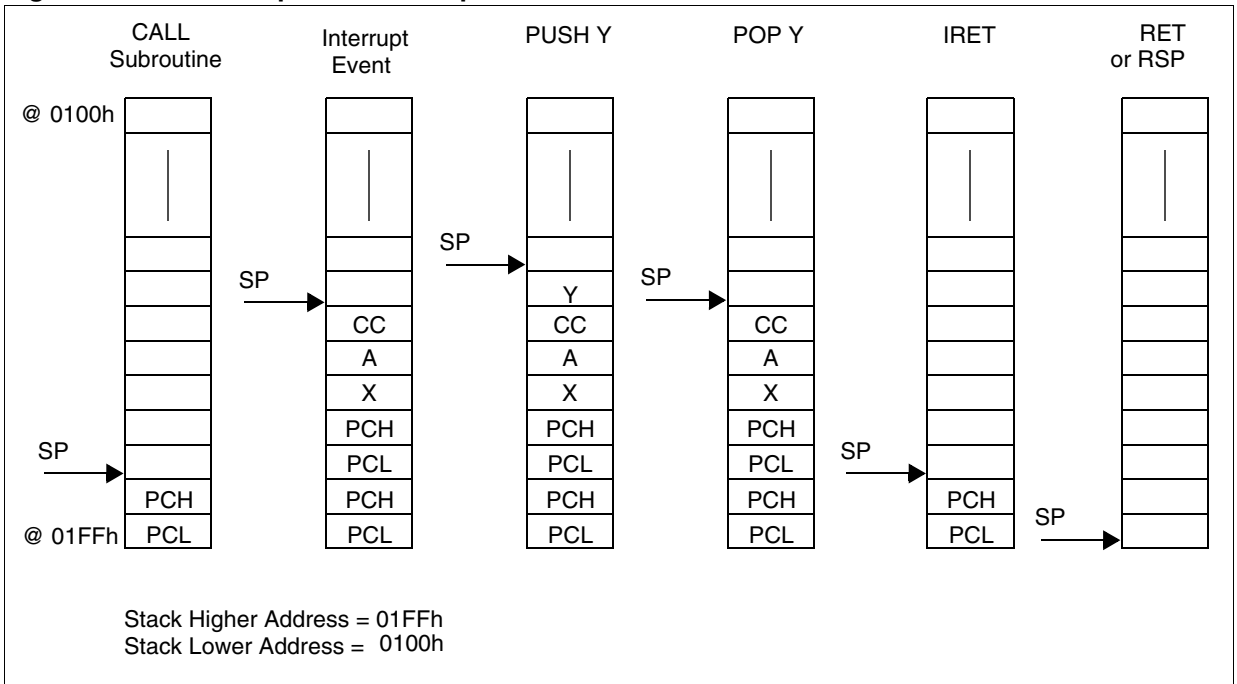 CALL
Subroutine
Interrupt
Event
PUSH Y
POP Y
IRET
RET
or RSP
@ 0100h
SP
SP
SP
Y
CC
CC
CC
A
A
A
X
X
X
PCH
PCH
PCH
SP
SP
PCL
PCL
PCL
PCH
PCH
PCH
PCH
PCH
SP
@ 01FFh
PCL
PCL
PCL
PCL
PCL
Stack Higher Address = 01FFh
Stack Lower Address = 0100h